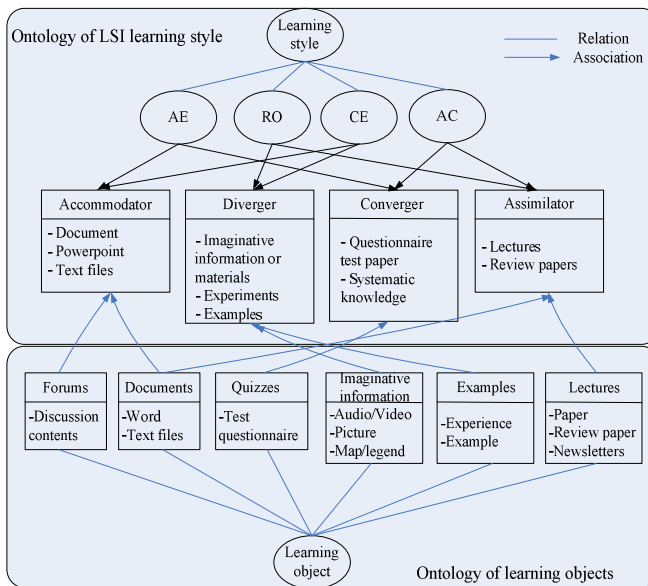 Ontology of LSI learning style
Learning
style
Relation
Association
AE
RO
CE
AC
Accommodator
- Document
- Powerpoint
- Text files
Diverger
- Imaginative
information or
materials
- Experiments
- Examples
Converger
- Questionnaire
test paper
- Systematic
knowledge
Assimilator
- Lectures
- Review papers
Forums
-Discussion
contents
Documents
-Word
-Text files
Quizzes
-Test
questionnaire
Imaginative
information
-Audio/Video
-Picture
-Map/legend
Examples
-Experience
-Example
Lectures
-Paper
-Review paper
-Newsletters
Learning
object
Ontology of learning objects